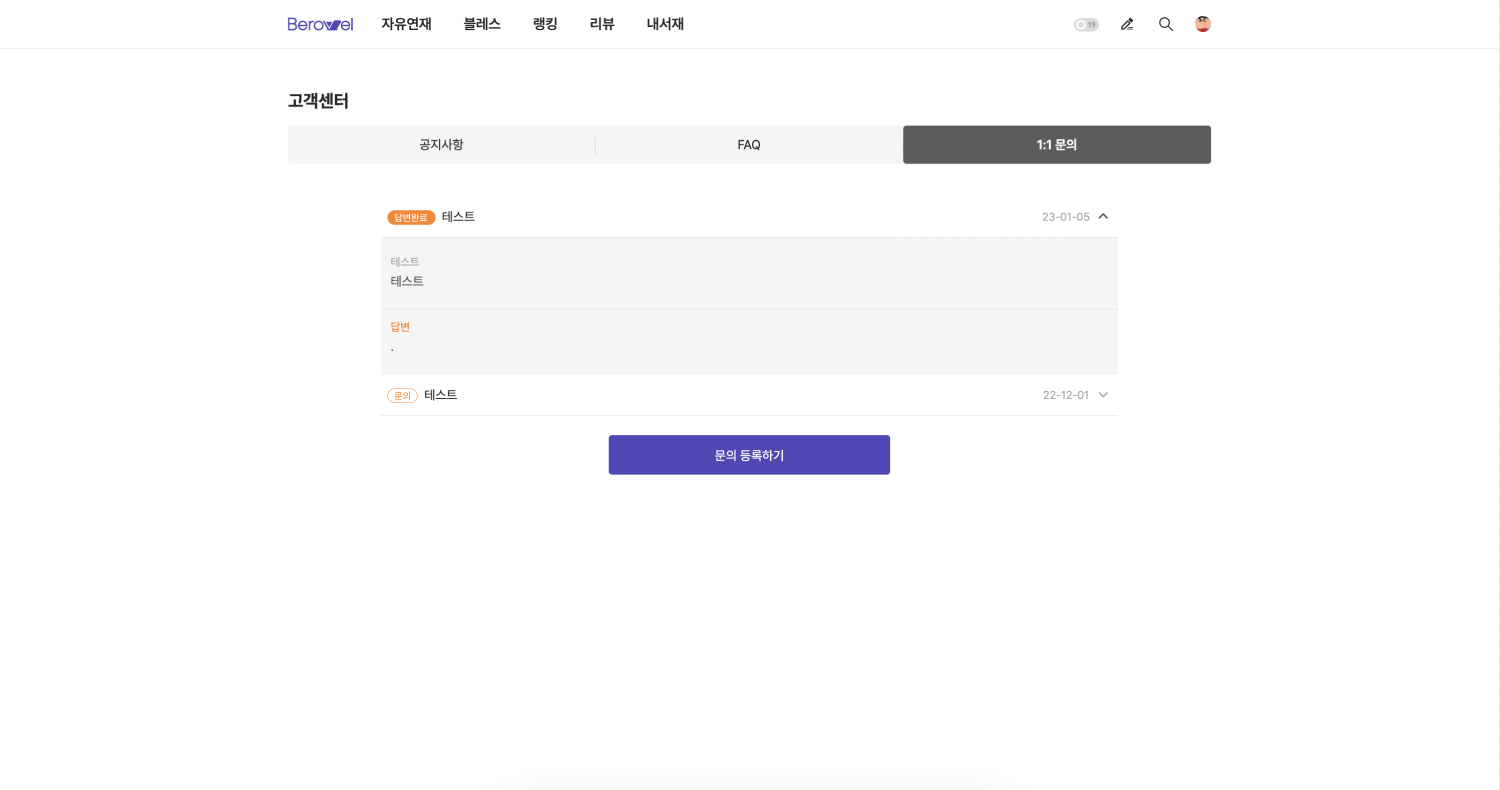 Berovel 자유연재 블레스 랭킹 리뷰 내서재 19
고객센터
공지사항 FAQ 1:1 문의
답변완료 테스트 23-01-05
테스트
테스트
답변
.
문의 테스트 22-12-01
문의 등록하기